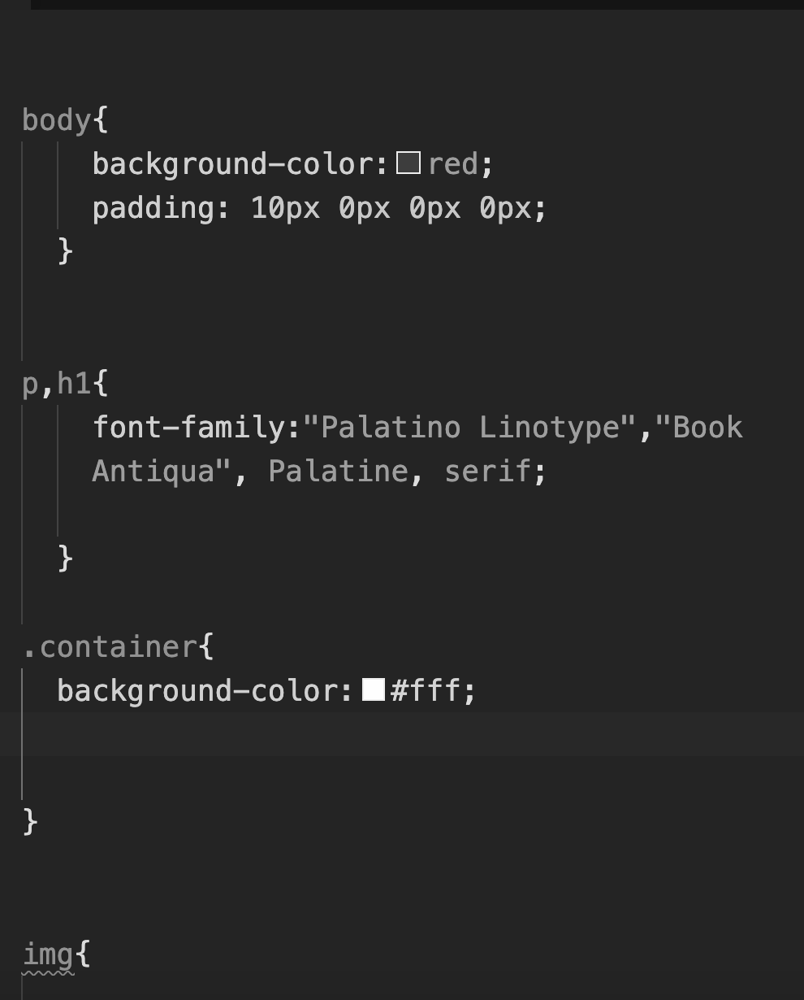 body{
background-color: red;
padding: 10px 0px 0px 0px;
}
p,h1{
font-family:"Palatino Linotype","Book
Antiqua", Palatine, serif;
}
.container{
background-color: #fff;
}
img{